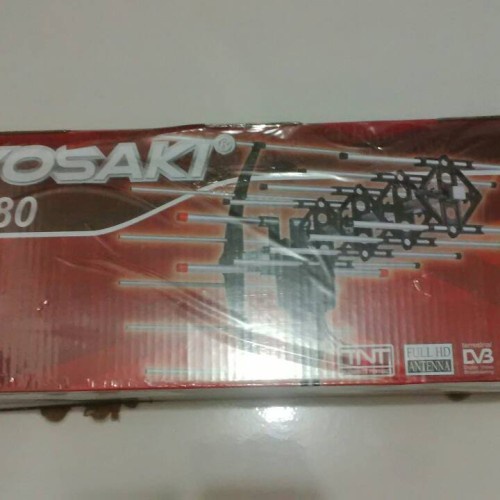 YOSAKI®
80
TNT
FULL HD
ANTENNA
DVB